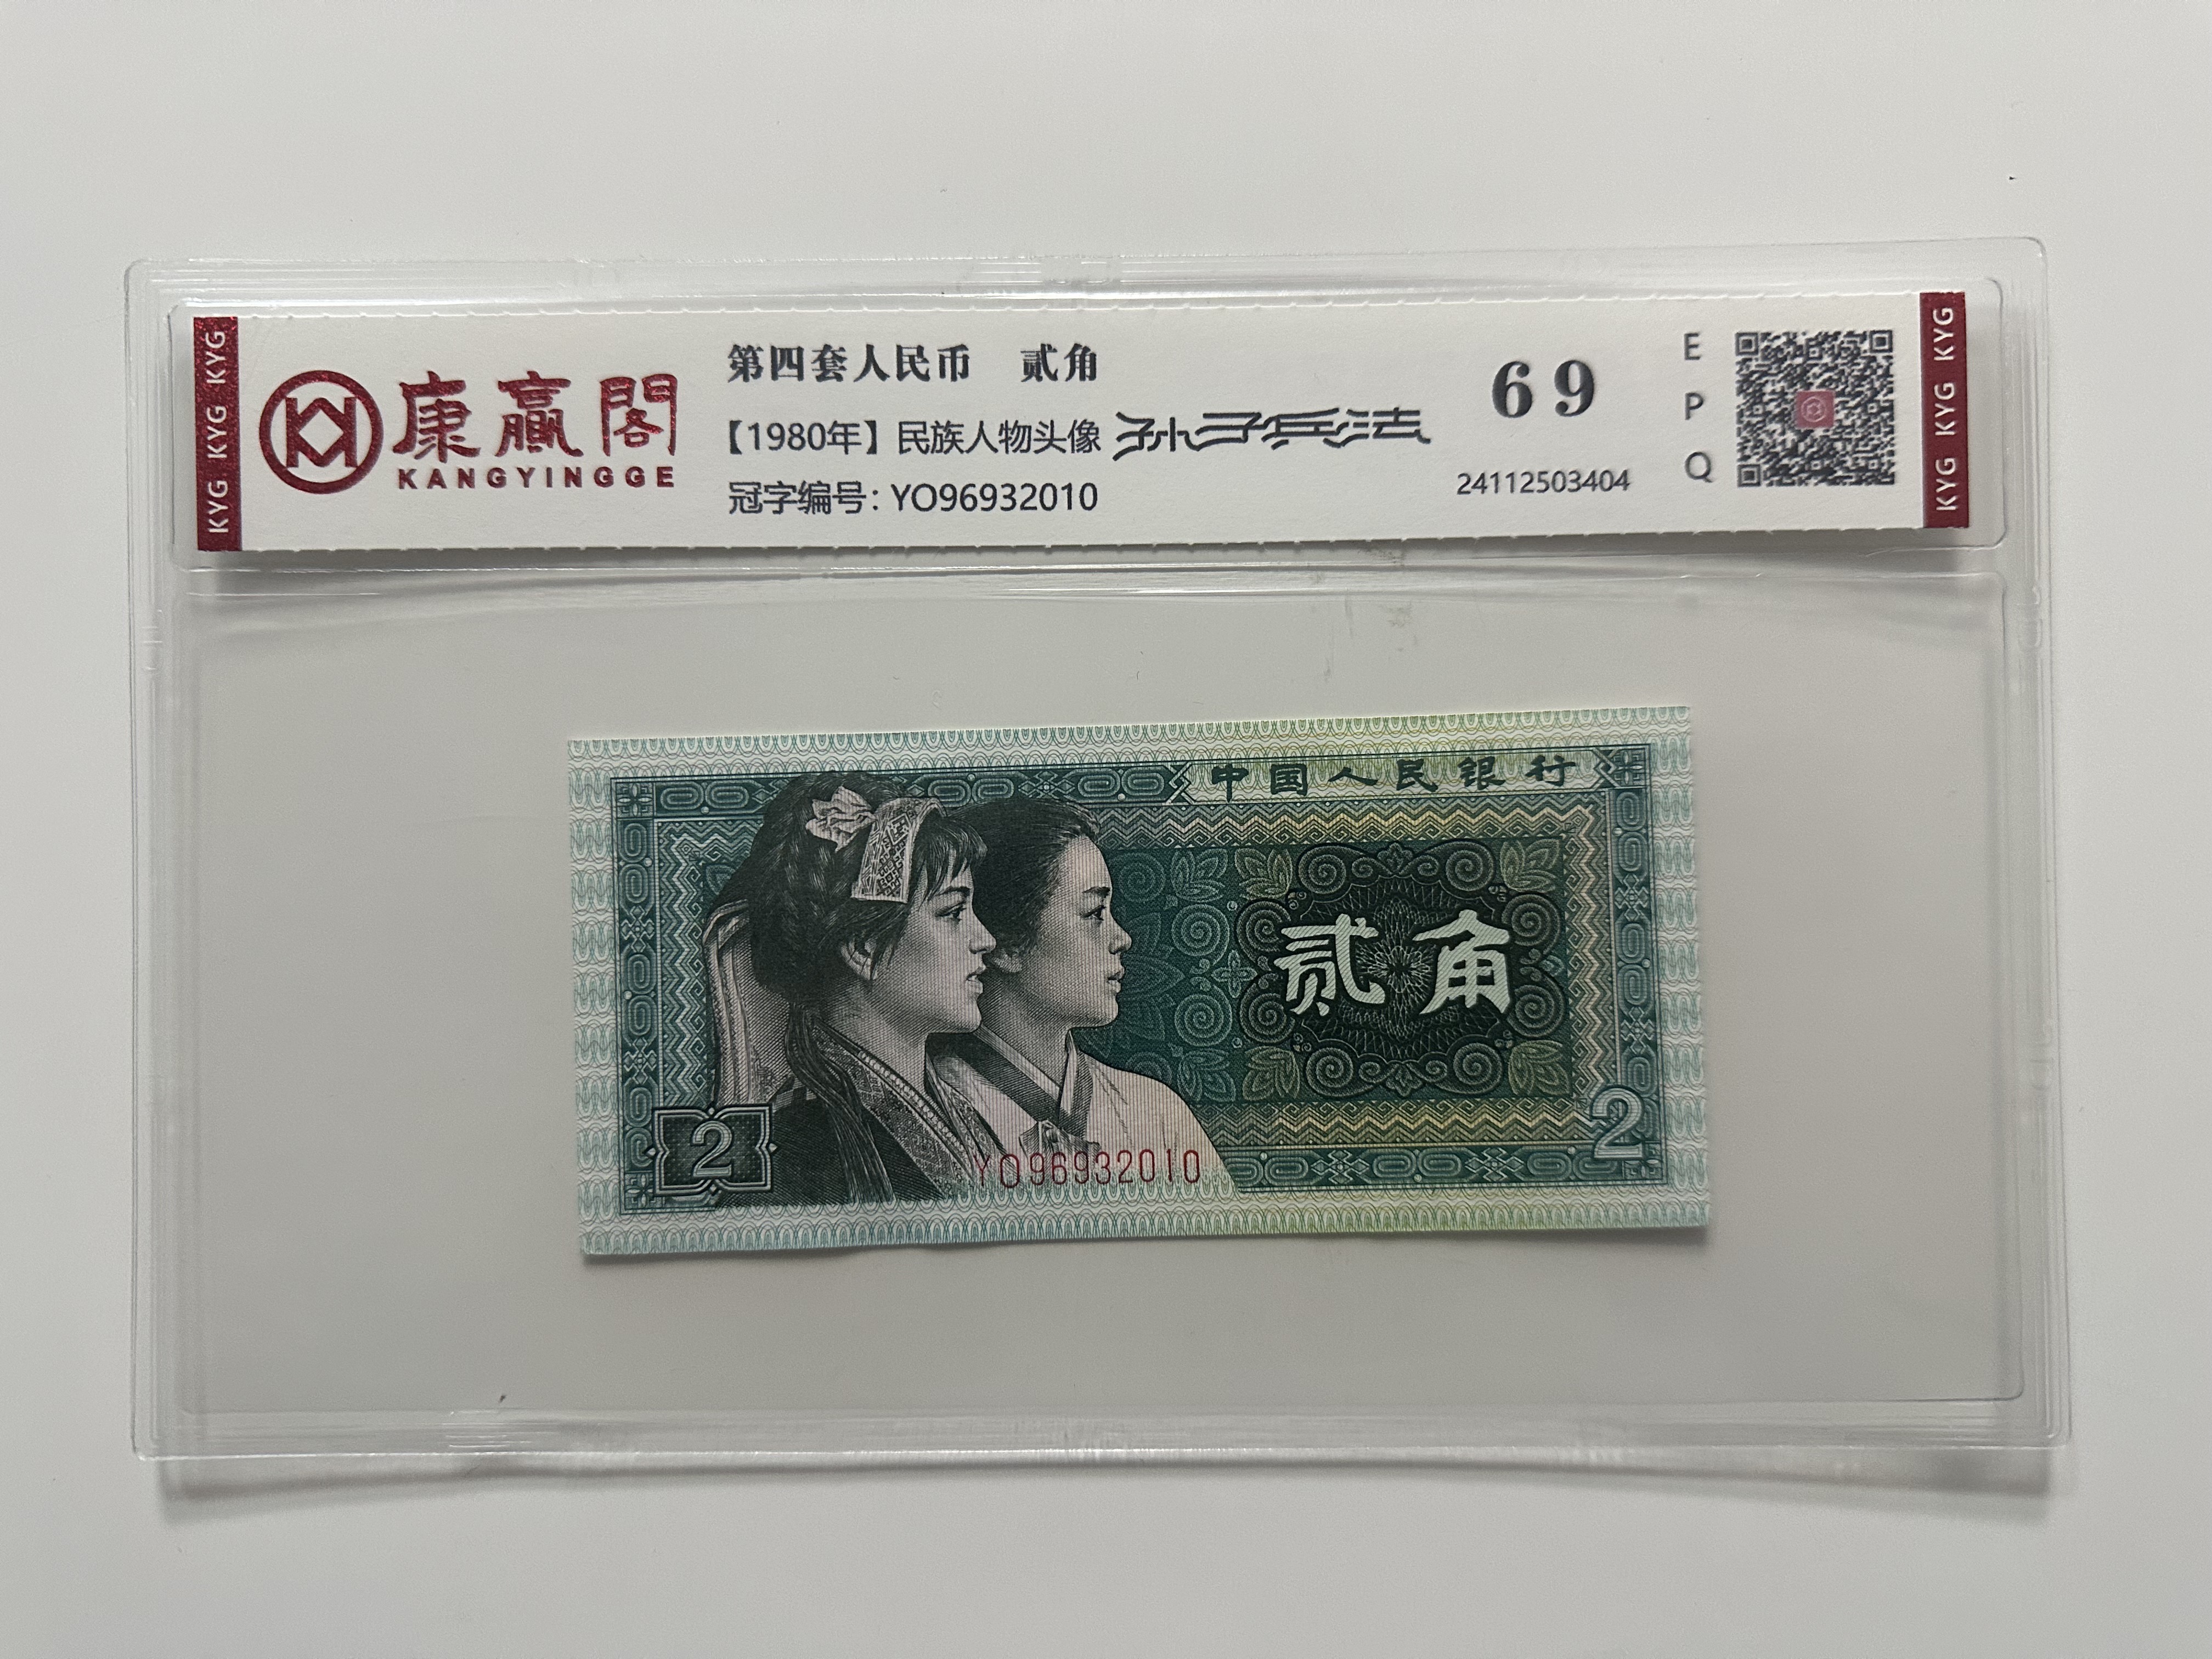 KYG KYG KYG
康赢閣
KANGYINGGE
第四套人民币 贰角
【1980年】民族人物头像 孙子兵法
冠字编号：YO96932010
69
24112503404
E
P
Q
KYG KYG KYG
中国人民银行
贰角
2
2
YO96932010